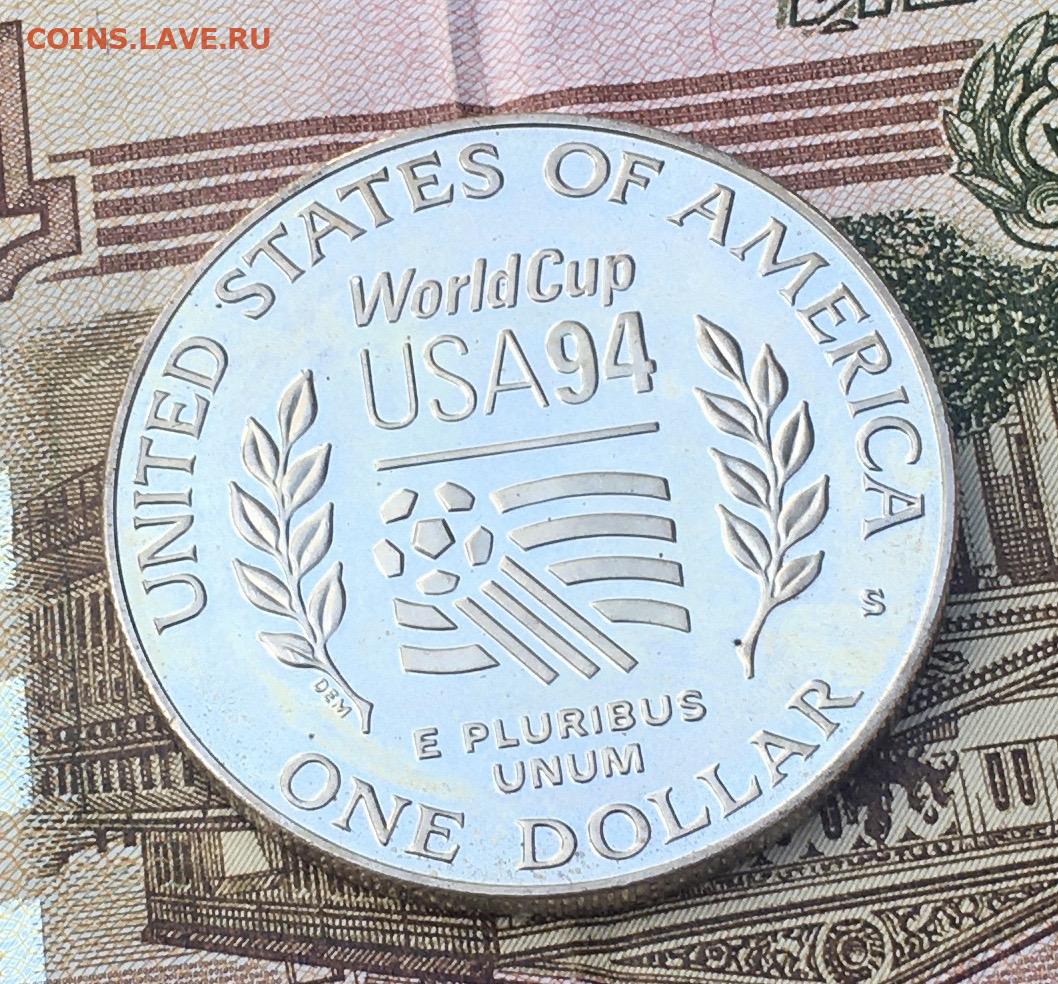 COINS.LAVE.RU
UNITED STATES OF AMERICA
WorldCup
USA94
S
DEM
E PLURIBUS
UNUM
ONE DOLLAR